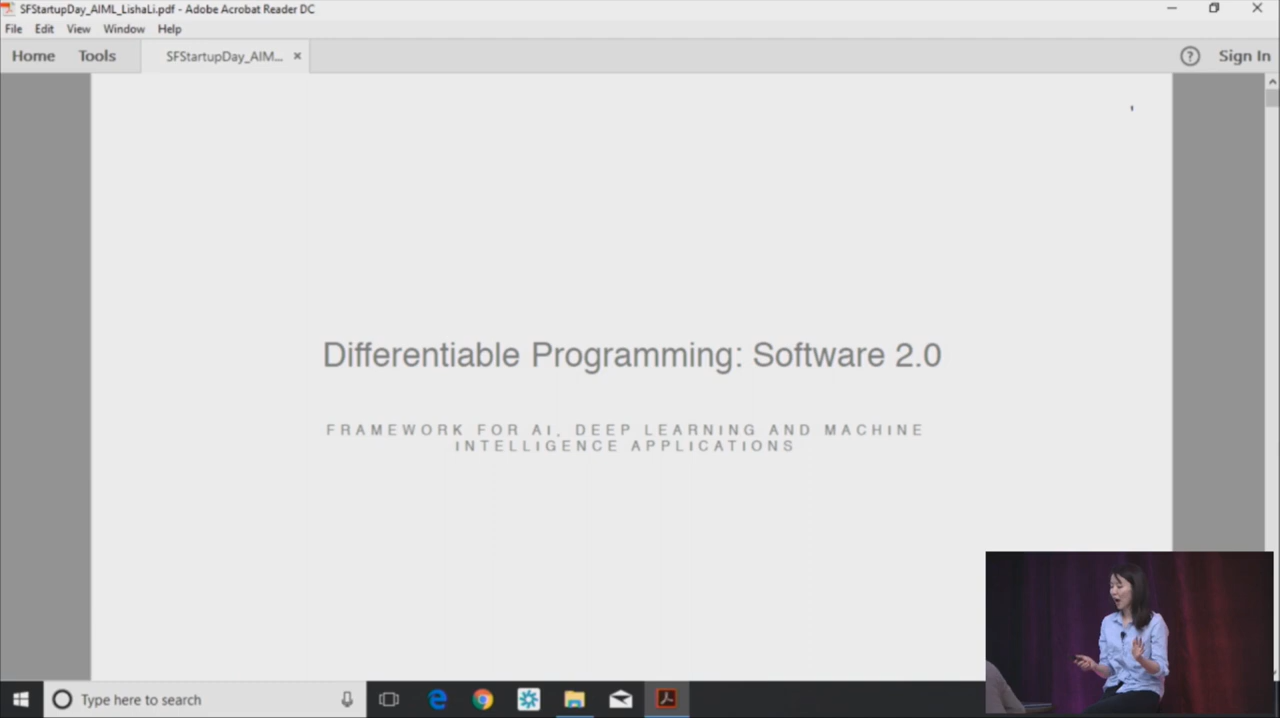 SFStartupDay_AIML_LishaLi.pdf - Adobe Acrobat Reader DC
File Edit View Window Help
Home Tools SFStartupDay_AIM... × ? Sign In
Differentiable Programming: Software 2.0
FRAMEWORK FOR AI, DEEP LEARNING AND MACHINE
INTELLIGENCE APPLICATIONS
Type here to search